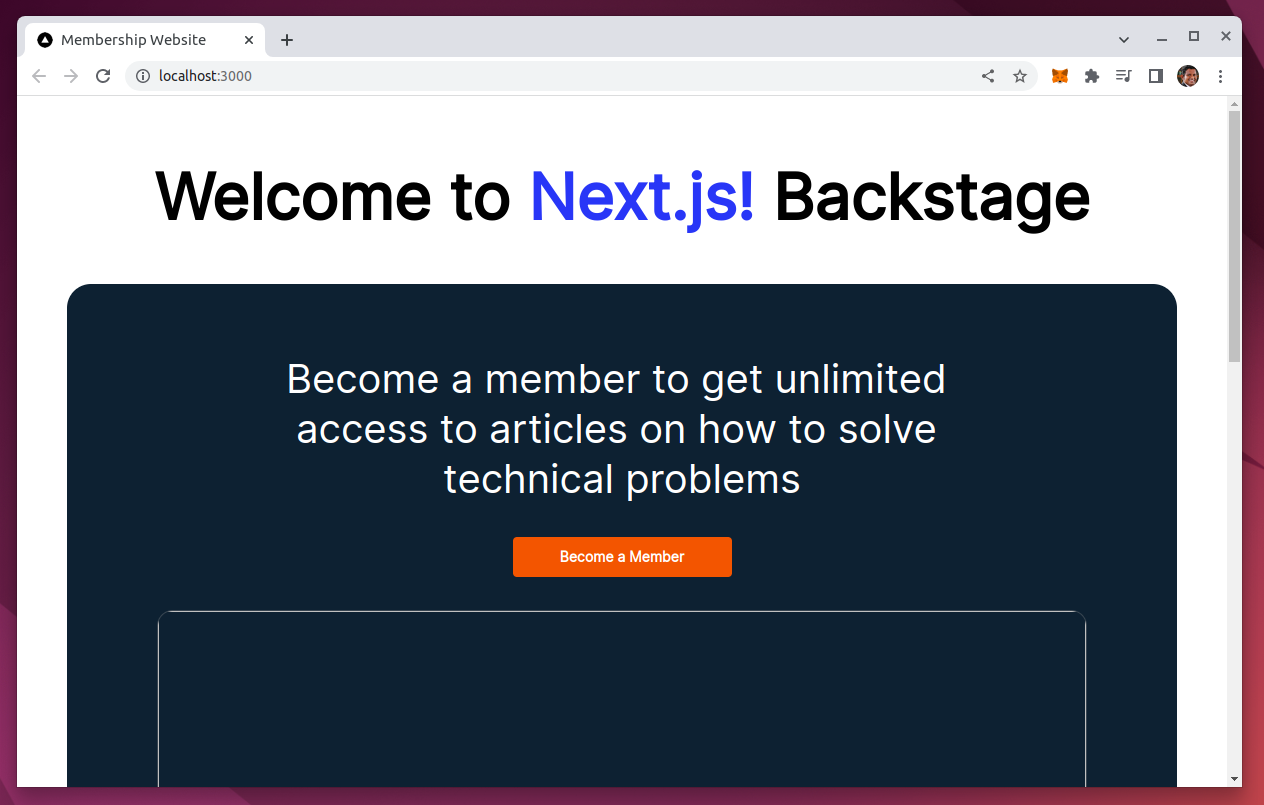 Membership Website
localhost:3000
Welcome to Next.js! Backstage
Become a member to get unlimited
access to articles on how to solve
technical problems
Become a Member